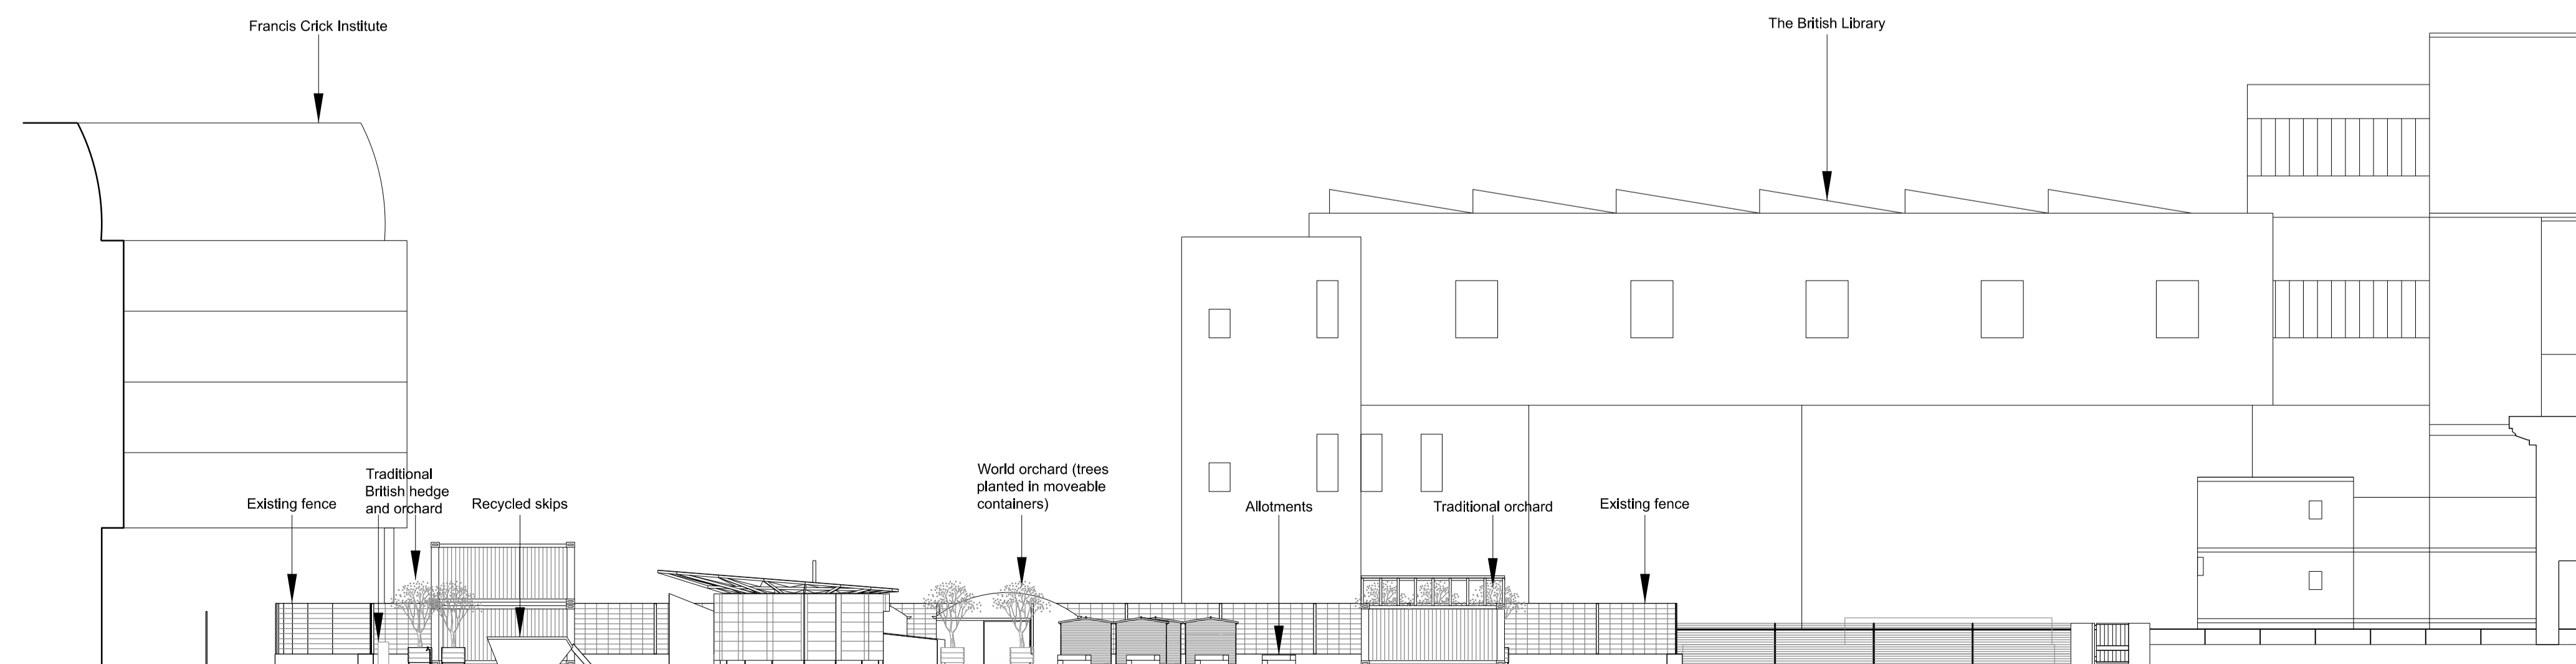 Francis Crick Institute
The British Library
Existing fence
Traditional
British hedge
and orchard
Recycled skips
World orchard (trees
planted in moveable
containers)
Allotments
Traditional orchard
Existing fence